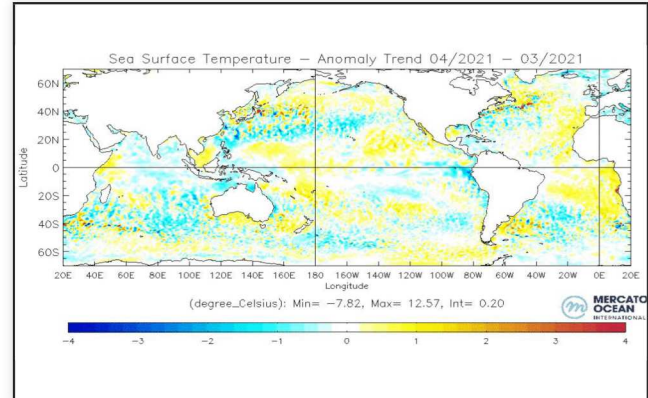 Sea Surface Temperature – Anomaly Trend 04/2021 – 03/2021
60N
40N
20N
0
20S
40S
60S
Latitude
20E 40E 60E 80E 100E 120E 140E 160E 180 160W 140W 120W 100W 80W 60W 40W 20W 0E 20E
Longitude
(degree_Celsius): Min= −7.82, Max= 12.57, Int= 0.20
MERCATO
OCEAN
INTERNATIONAL
−4 −3 −2 −1 0 1 2 3 4